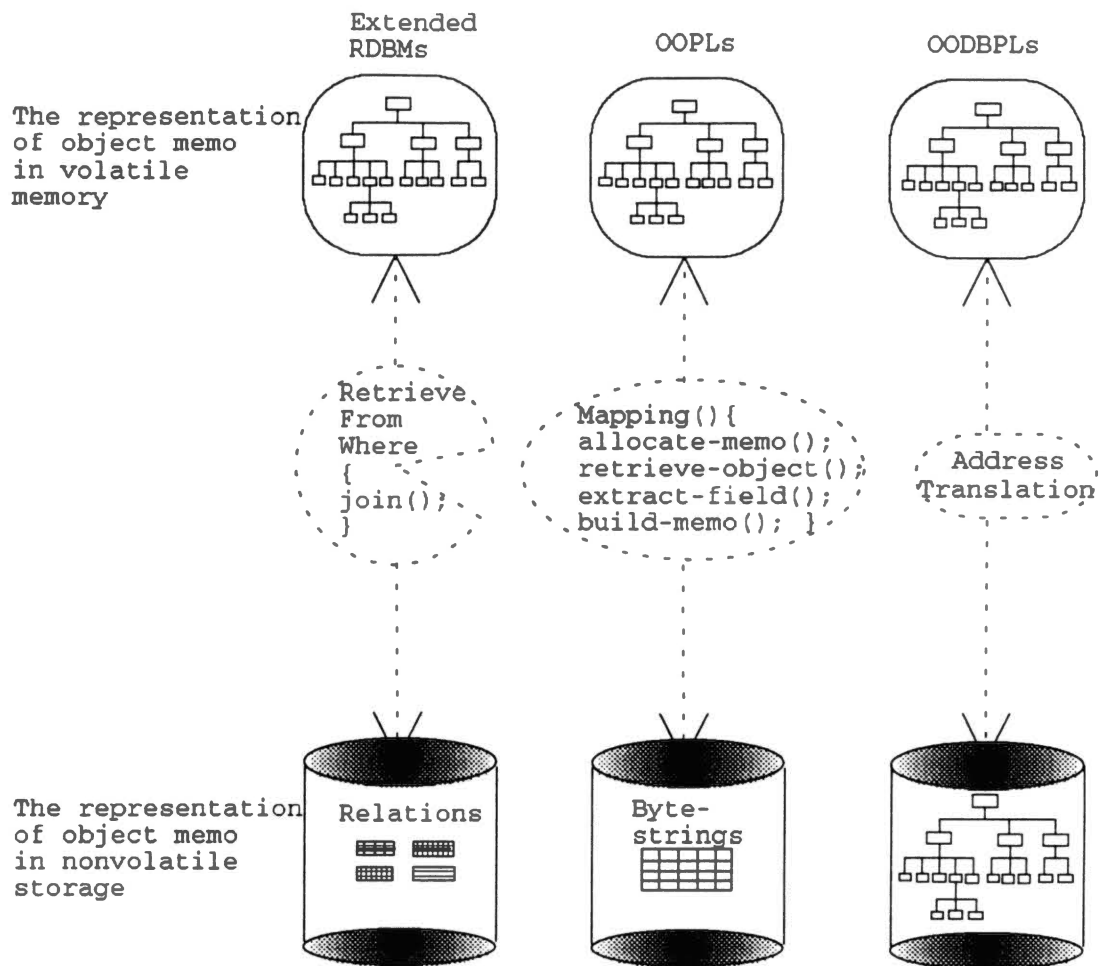 Extended
RDBMs
OOPLs
OODBPLs
The representation
of object memo
in volatile
memory
Retrieve
From
Where
{
join();
}
Mapping(){
allocate-memo();
retrieve-object();
extract-field();
build-memo(); }
Address
Translation
The representation
of object memo
in nonvolatile
storage
Relations
Byte-
strings